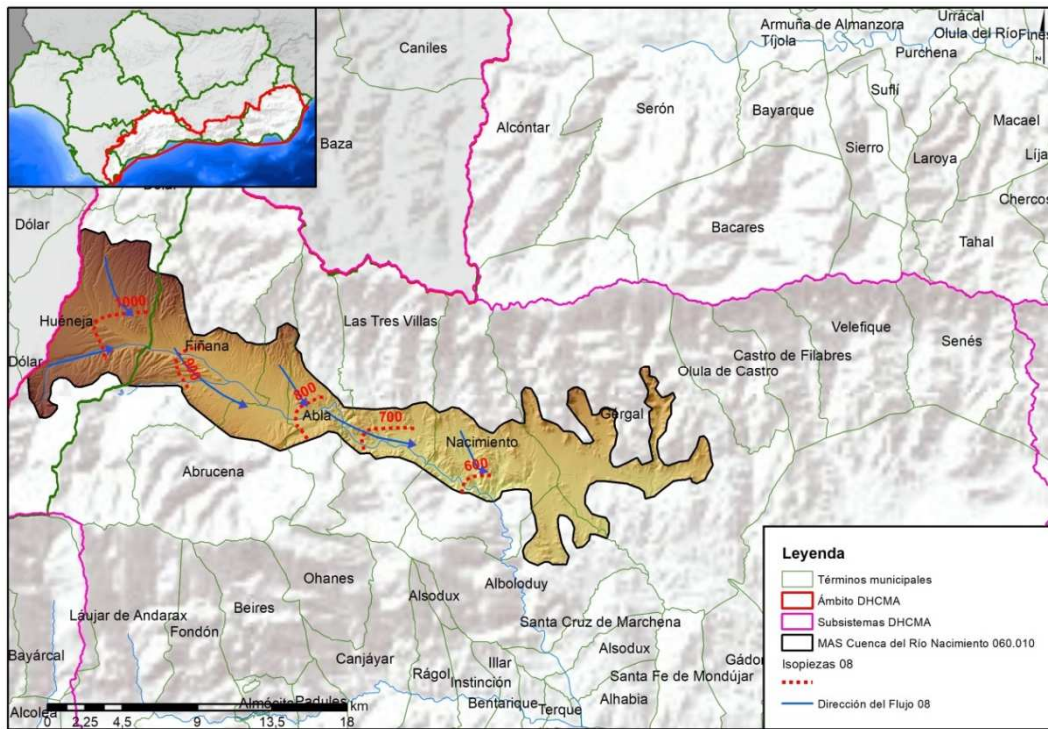 Urrácal
Armuña de Almanzora
Olula del Río
Fines
Tíjola
Caniles
Purchena
Suflí
Serón
Bayarque
Alcóntar
Macael
Baza
Sierro
Laroya
Líja
Chercos
Dólar
Bacares
Tahal
1000
Huéneja
Las Tres Villas
Velefique
Fiñana
Senés
Castro de Filabres
Dólar
Olula de Castro
900
800
Abla
700
Gérgal
Nacimiento
600
Abrucena
Ohanes
Alboloduy
Alsodux
Láujar de Andarax
Beires
Santa Cruz de Marchena
Fondón
Alsodux
Bayárcal
Canjáyar
Illar
Gádor
Rágol
Instinción
Santa Fe de Mondújar
Almócita
Padules
Bentarique
Alhabia
Alcolea
Terque
km
0 2,25 4,5 9 13,5 18
Leyenda
Términos municipales
Ámbito DHCMA
Subsistemas DHCMA
MAS Cuenca del Río Nacimiento 060.010
Isopiezas 08
Dirección del Flujo 08